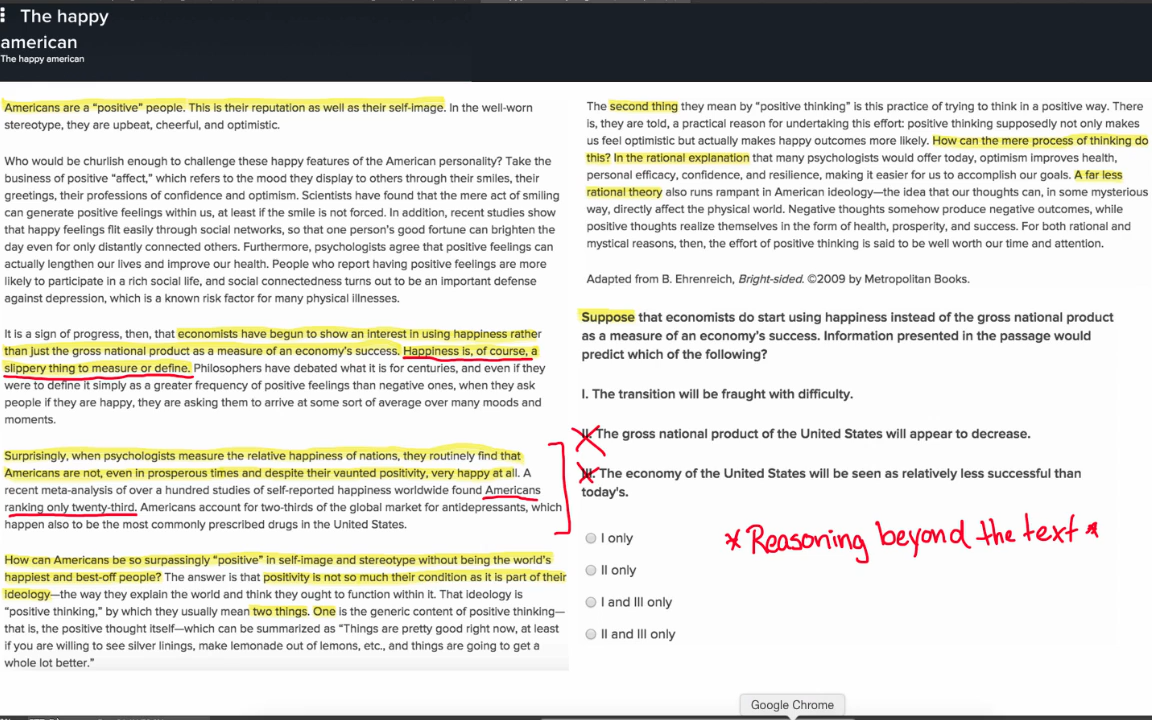 The happy
american
The happy american
Americans are a "positive" people. This is their reputation as well as their self-image. In the well-worn
stereotype, they are upbeat, cheerful, and optimistic.
Who would be churlish enough to challenge these happy features of the American personality? Take the
business of positive "affect," which refers to the mood they display to others through their smiles, their
greetings, their professions of confidence and optimism. Scientists have found that the mere act of smiling
can generate positive feelings within us, at least if the smile is not forced. In addition, recent studies show
that happy feelings flit easily through social networks, so that one person's good fortune can brighten the
day even for only distantly connected others. Furthermore, psychologists agree that positive feelings can
actually lengthen our lives and improve our health. People who report having positive feelings are more
likely to participate in a rich social life, and social connectedness turns out to be an important defense
against depression, which is a known risk factor for many physical illnesses.
It is a sign of progress, then, that economists have begun to show an interest in using happiness rather
than just the gross national product as a measure of an economy's success. Happiness is, of course, a
slippery thing to measure or define. Philosophers have debated what it is for centuries, and even if they
were to define it simply as a greater frequency of positive feelings than negative ones, when they ask
people if they are happy, they are asking them to arrive at some sort of average over many moods and
moments.
Surprisingly, when psychologists measure the relative happiness of nations, they routinely find that
Americans are not, even in prosperous times and despite their vaunted positivity, very happy at all. A
recent meta-analysis of over a hundred studies of self-reported happiness worldwide found Americans
ranking only twenty-third. Americans account for two-thirds of the global market for antidepressants, which
happen also to be the most commonly prescribed drugs in the United States.
How can Americans be so surpassingly "positive" in self-image and stereotype without being the world's
happiest and best-off people? The answer is that positivity is not so much their condition as it is part of their
ideology—the way they explain the world and think they ought to function within it. That ideology is
"positive thinking," by which they usually mean two things. One is the generic content of positive thinking—
that is, the positive thought itself—which can be summarized as "Things are pretty good right now, at least
if you are willing to see silver linings, make lemonade out of lemons, etc., and things are going to get a
whole lot better."
The second thing they mean by "positive thinking" is this practice of trying to think in a positive way. There
is, they are told, a practical reason for undertaking this effort: positive thinking supposedly not only makes
us feel optimistic but actually makes happy outcomes more likely. How can the mere process of thinking do
this? In the rational explanation that many psychologists would offer today, optimism improves health,
personal efficacy, confidence, and resilience, making it easier for us to accomplish our goals. A far less
rational theory also runs rampant in American ideology—the idea that our thoughts can, in some mysterious
way, directly affect the physical world. Negative thoughts somehow produce negative outcomes, while
positive thoughts realize themselves in the form of health, prosperity, and success. For both rational and
mystical reasons, then, the effort of positive thinking is said to be well worth our time and attention.
Adapted from B. Ehrenreich, Bright-sided. ©2009 by Metropolitan Books.
Suppose that economists do start using happiness instead of the gross national product
as a measure of an economy's success. Information presented in the passage would
predict which of the following?
I. The transition will be fraught with difficulty.
II. The gross national product of the United States will appear to decrease.
III. The economy of the United States will be seen as relatively less successful than
today's.
I only
II only
I and III only
II and III only
* Reasoning beyond the text *
Google Chrome